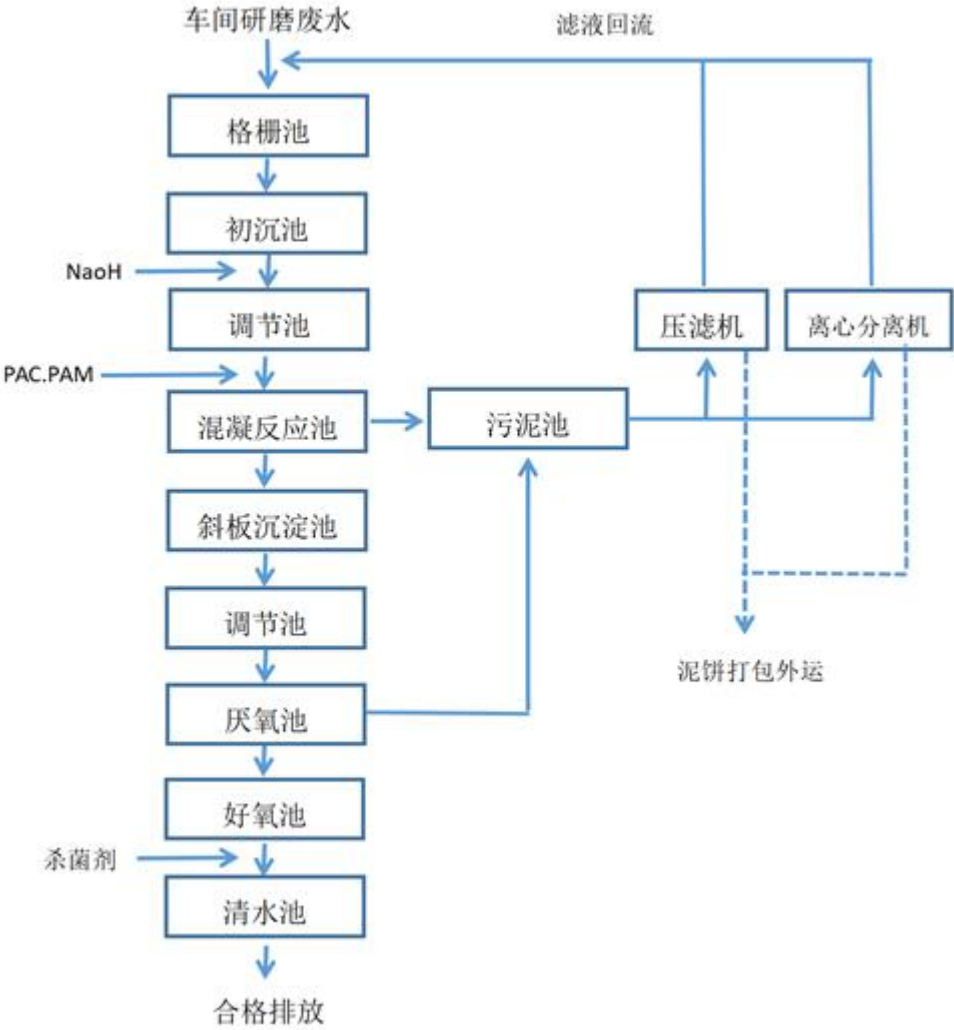 车间研磨废水
滤液回流
格栅池
初沉池
NaoH
调节池
压滤机
离心分离机
PAC.PAM
混凝反应池
污泥池
斜板沉淀池
调节池
泥饼打包外运
厌氧池
好氧池
杀菌剂
清水池
合格排放